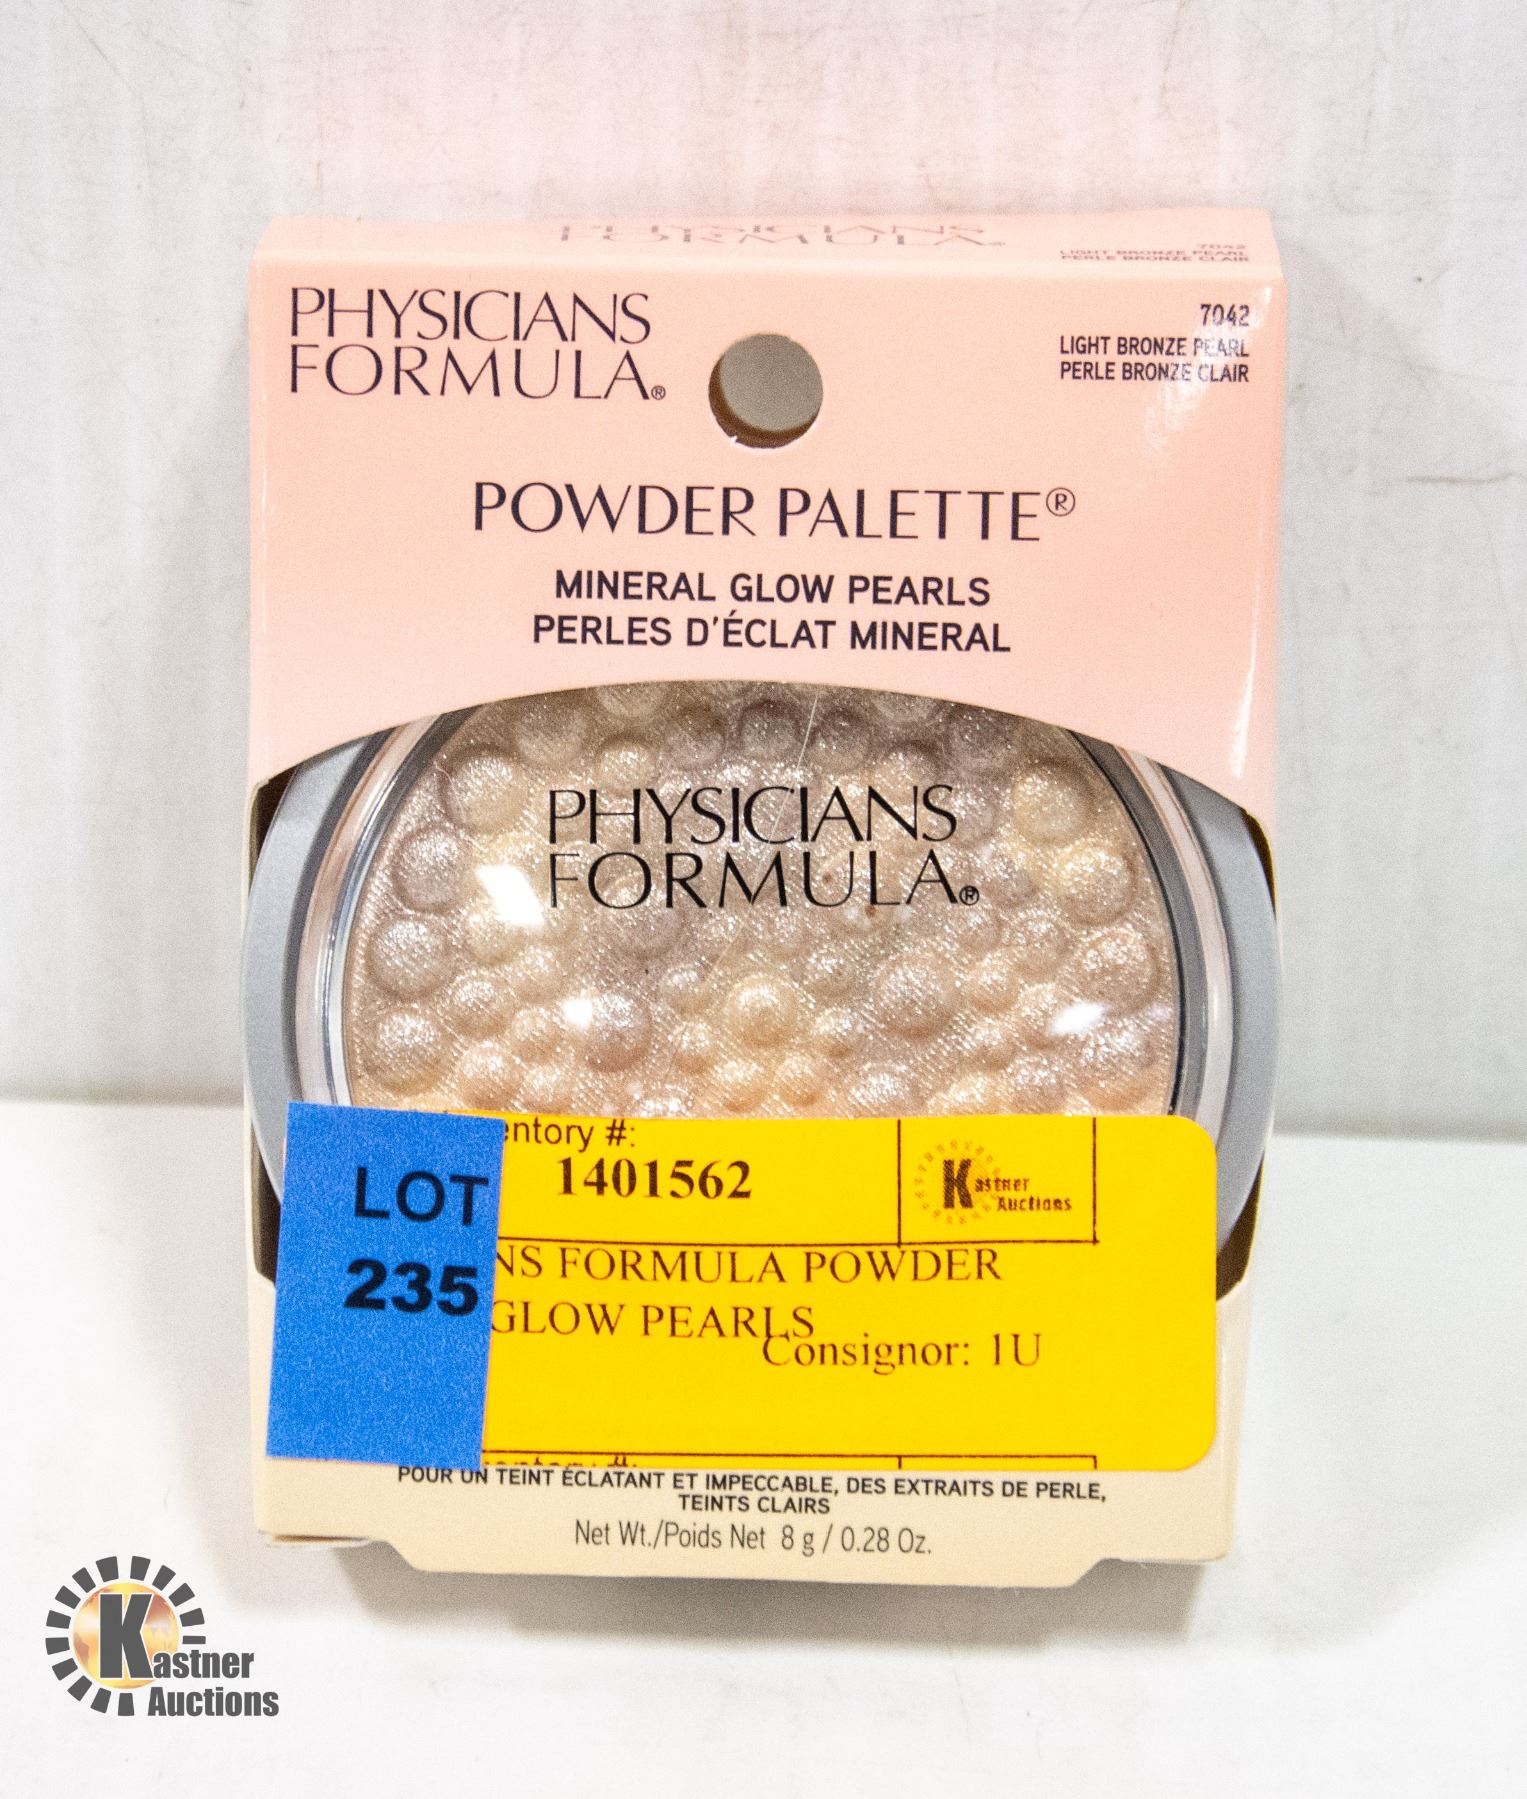 PHYSICIANS
FORMULA®
7042
LIGHT BRONZE PEARL
PERLE BRONZE CLAIR
PHYSICIANS
FORMULA®
7042
LIGHT BRONZE PEARL
PERLE BRONZE CLAIR
POWDER PALETTE®
MINERAL GLOW PEARLS
PERLES D'ÉCLAT MINERAL
PHYSICIANS
FORMULA®
LOT
235
entory #:
1401562
Kastner
Auctions
NS FORMULA POWDER
GLOW PEARLS
Consignor: 1U
POUR UN TEINT ÉCLATANT ET IMPECCABLE, DES EXTRAITS DE PERLE,
TEINTS CLAIRS
Net Wt./Poids Net 8 g / 0.28 Oz.
Kastner
Auctions